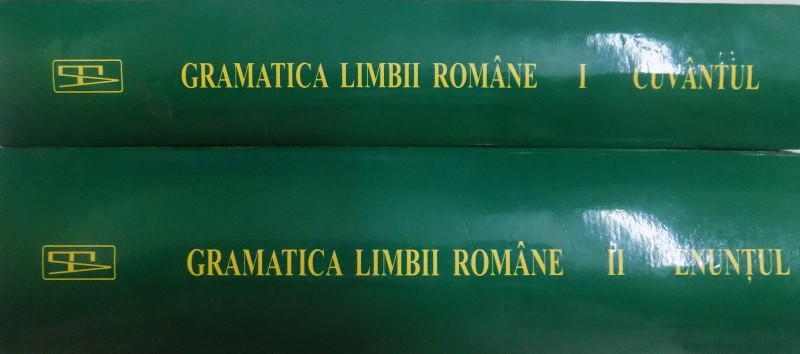 GRAMATICA LIMBII ROMÂNE I CUVÂNTUL
GRAMATICA LIMBII ROMÂNE II ENUNȚUL